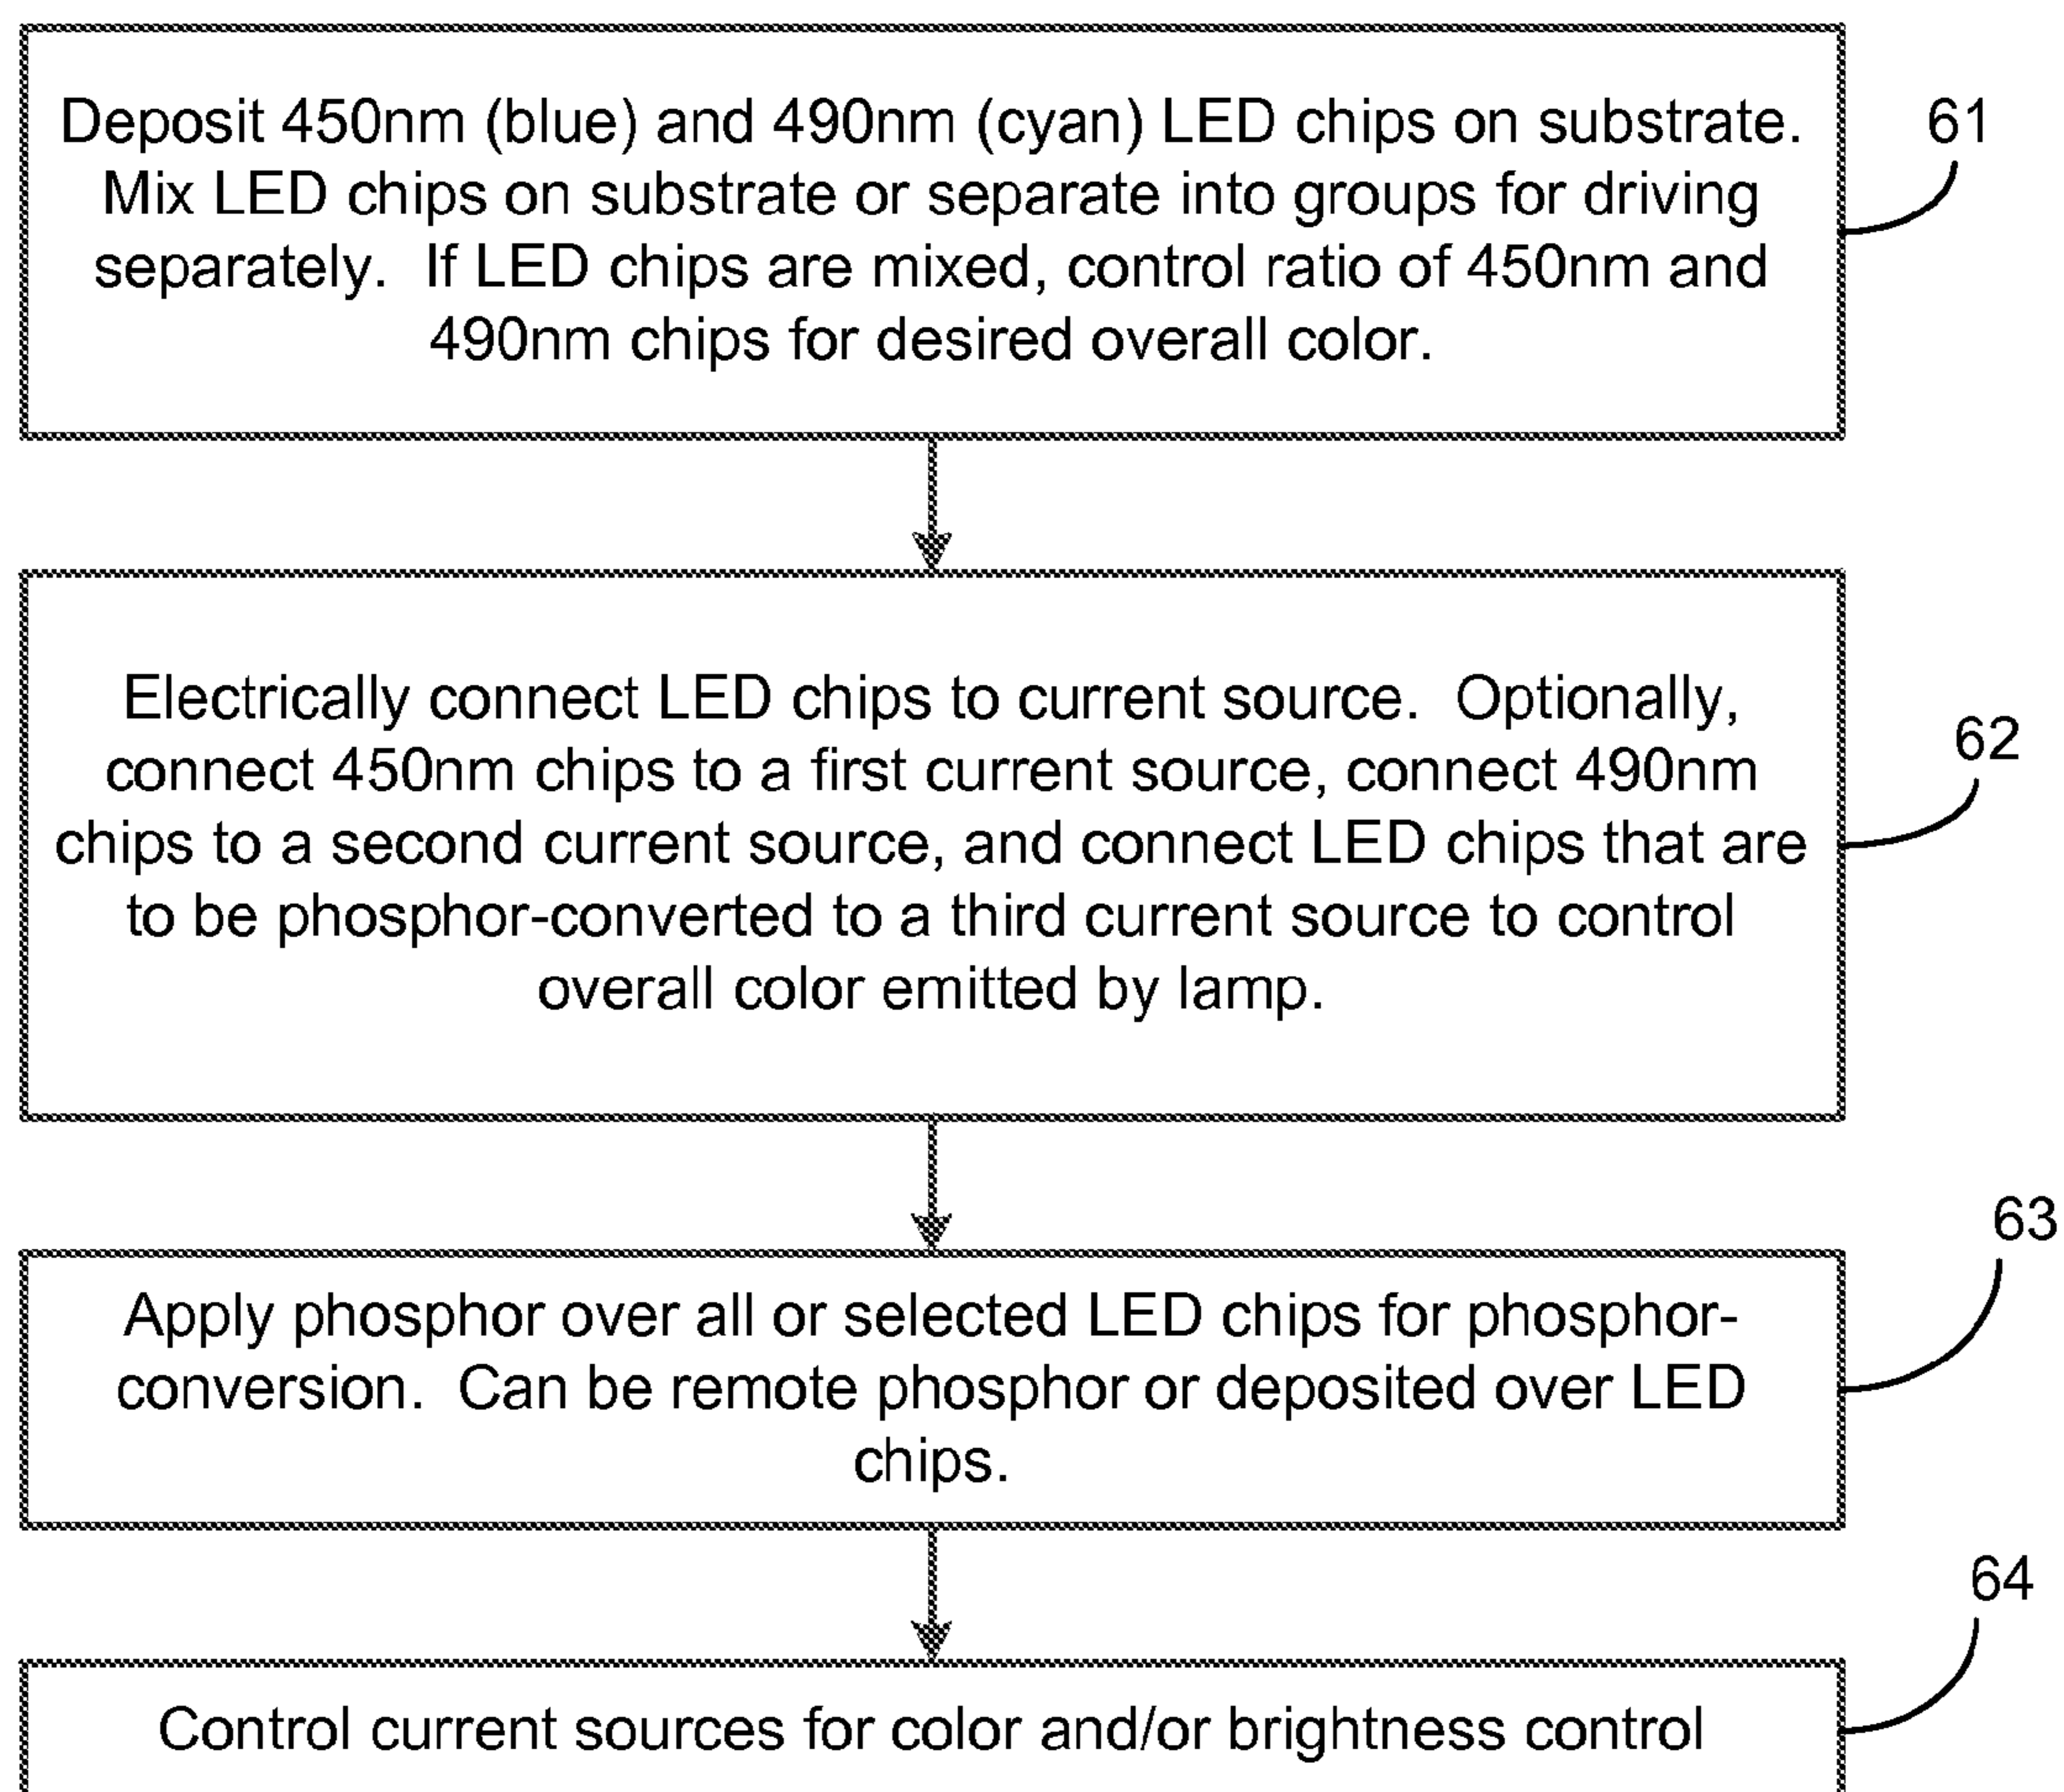 Deposit 450nm (blue) and 490nm (cyan) LED chips on substrate.
Mix LED chips on substrate or separate into groups for driving
separately.  If LED chips are mixed, control ratio of 450nm and
490nm chips for desired overall color.
61
Electrically connect LED chips to current source.  Optionally,
connect 450nm chips to a first current source, connect 490nm
chips to a second current source, and connect LED chips that are
to be phosphor-converted to a third current source to control
overall color emitted by lamp.
62
Apply phosphor over all or selected LED chips for phosphor-
conversion.  Can be remote phosphor or deposited over LED
chips.
63
Control current sources for color and/or brightness control
64